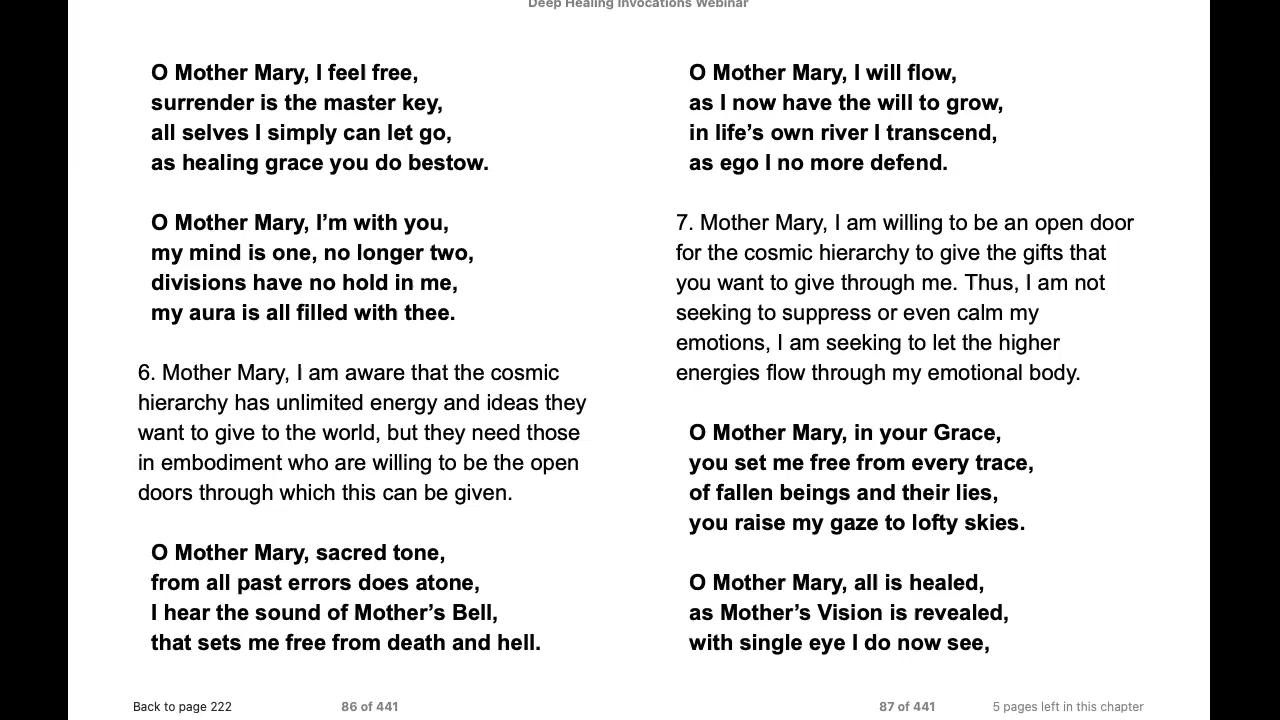 Deep Healing Invocations Webinar
O Mother Mary, I feel free,
surrender is the master key,
all selves I simply can let go,
as healing grace you do bestow.
O Mother Mary, I’m with you,
my mind is one, no longer two,
divisions have no hold in me,
my aura is all filled with thee.
6. Mother Mary, I am aware that the cosmic
hierarchy has unlimited energy and ideas they
want to give to the world, but they need those
in embodiment who are willing to be the open
doors through which this can be given.
O Mother Mary, sacred tone,
from all past errors does atone,
I hear the sound of Mother’s Bell,
that sets me free from death and hell.
O Mother Mary, I will flow,
as I now have the will to grow,
in life’s own river I transcend,
as ego I no more defend.
7. Mother Mary, I am willing to be an open door
for the cosmic hierarchy to give the gifts that
you want to give through me. Thus, I am not
seeking to suppress or even calm my
emotions, I am seeking to let the higher
energies flow through my emotional body.
O Mother Mary, in your Grace,
you set me free from every trace,
of fallen beings and their lies,
you raise my gaze to lofty skies.
O Mother Mary, all is healed,
as Mother’s Vision is revealed,
with single eye I do now see,
Back to page 222
86 of 441
87 of 441
5 pages left in this chapter